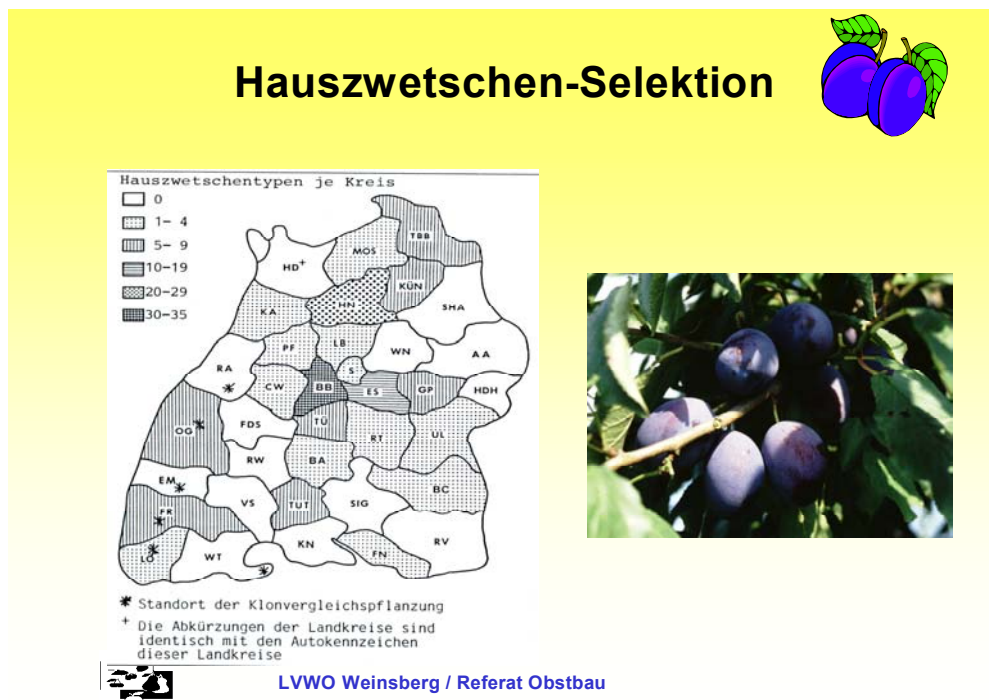 Hauszwetschen-Selektion
Hauszwetschentypen je Kreis
0
1- 4
5- 9
10-19
20-29
30-35
TBB
MOS
HD+
KÜN
HN
SHA
KA
LB
PF
WN
AA
RA
S
CW
BB
ES
GP
HDH
OG
FDS
TÜ
RT
UL
RW
BA
EM
BC
VS
TUT
SIG
FR
KN
RV
LÖ
WT
FN
* Standort der Klonvergleichspflanzung
+ Die Abkürzungen der Landkreise sind
identisch mit den Autokennzeichen
dieser Landkreise
LVWO Weinsberg / Referat Obstbau